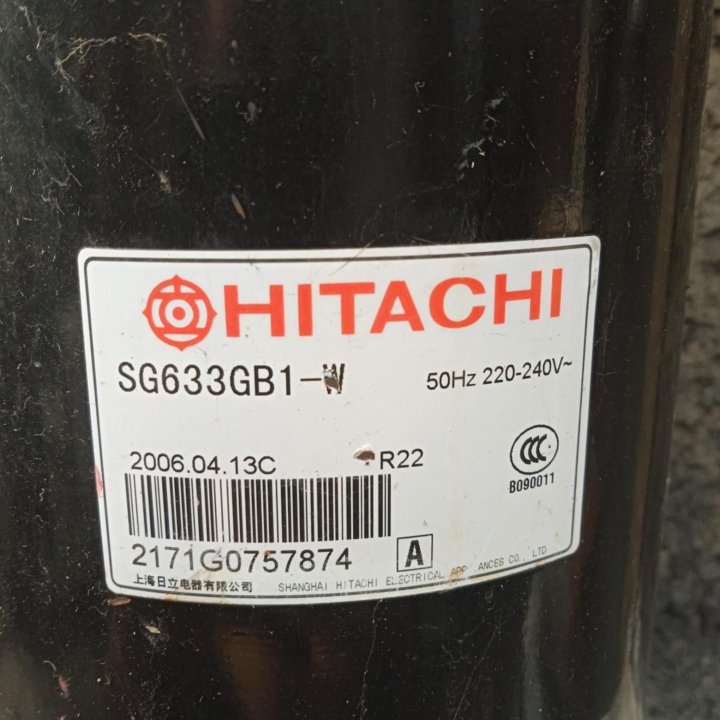 HITACHI
SG633GB1-W
50Hz 220-240V~
2006.04.13C
R22
CCC
B090011
2171G0757874
A
上海日立电器有限公司
SHANGHAI HITACHI ELECTRICAL APPLIANCES CO., LTD